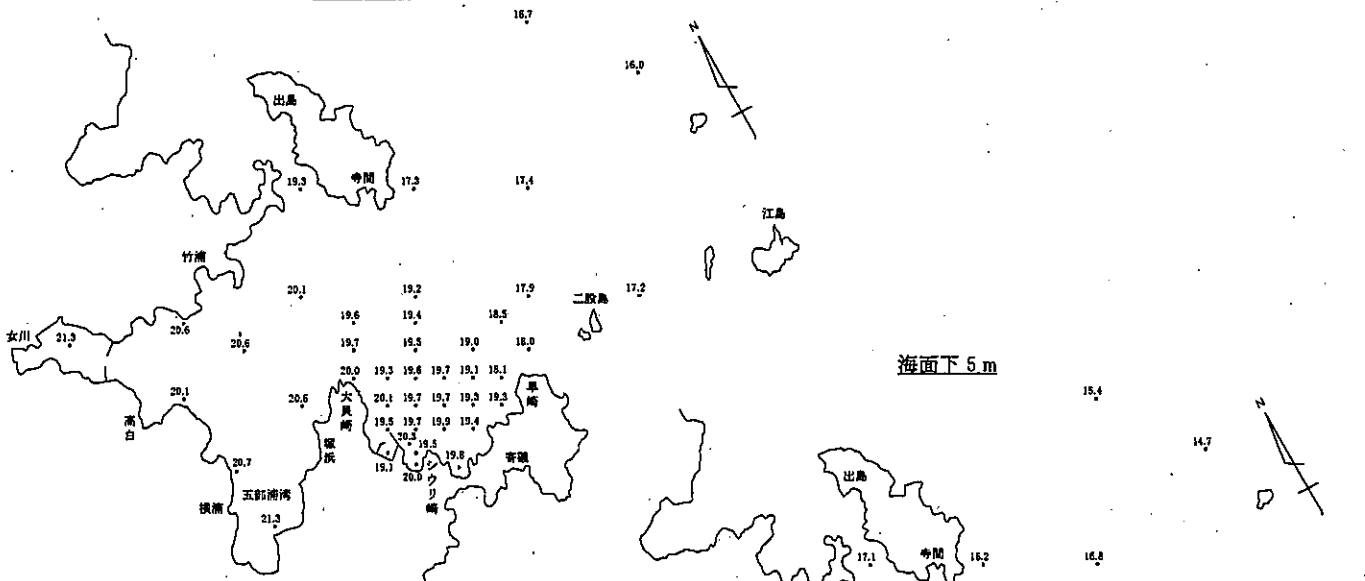 16.7
16.0
N
出島
寺間
19.3
17.3
17.4
江島
竹浦
20.1
19.2
17.9
二股島
17.2
女川
21.3
20.6
20.6
19.6
19.4
18.5
19.7
19.5
19.0
18.0
海面下 5 m
20.0
19.3
19.6
19.7
19.1
18.1
早崎
15.4
N
高白
20.1
20.6
大貝崎
20.1
19.7
19.7
19.3
19.3
塚浜
19.5
19.7
19.9
19.4
20.3
19.5
19.1
20.0
19.8
シウリ崎
寄磯
14.7
20.7
五部浦湾
横浦
21.3
出島
寺間
17.1
16.2
16.8